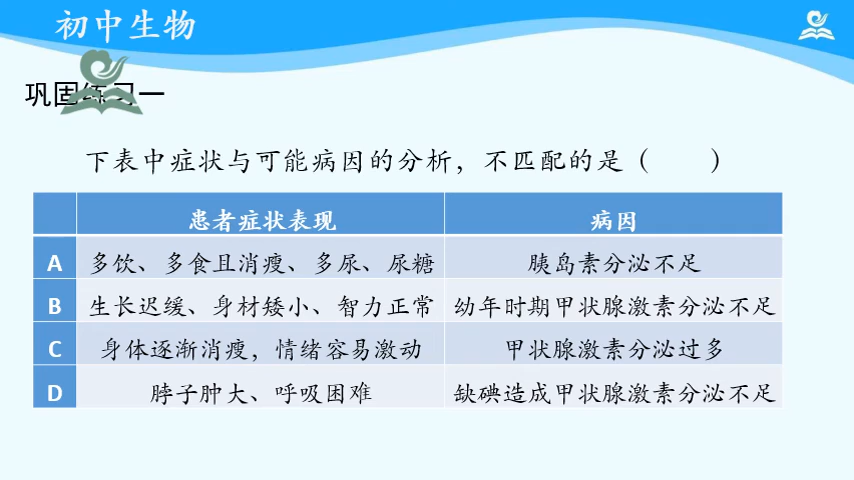 初中生物
巩固练习一
下表中症状与可能病因的分析，不匹配的是（　　）
患者症状表现 病因
A 多饮、多食且消瘦、多尿、尿糖 胰岛素分泌不足
B 生长迟缓、身材矮小、智力正常 幼年时期甲状腺激素分泌不足
C 身体逐渐消瘦，情绪容易激动 甲状腺激素分泌过多
D 脖子肿大、呼吸困难 缺碘造成甲状腺激素分泌不足